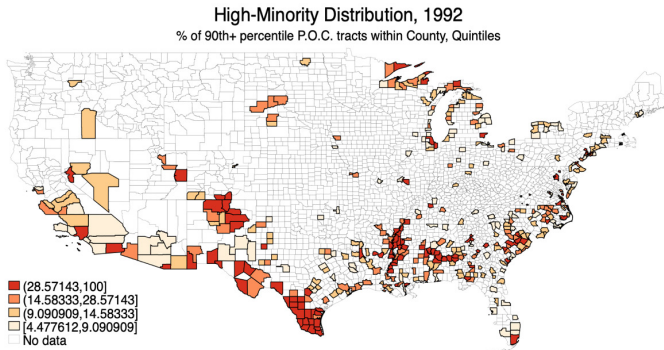 High-Minority Distribution, 1992
% of 90th+ percentile P.O.C. tracts within County, Quintiles
(28.57143,100]
(14.58333,28.57143]
(9.090909,14.58333]
[4.477612,9.090909]
No data